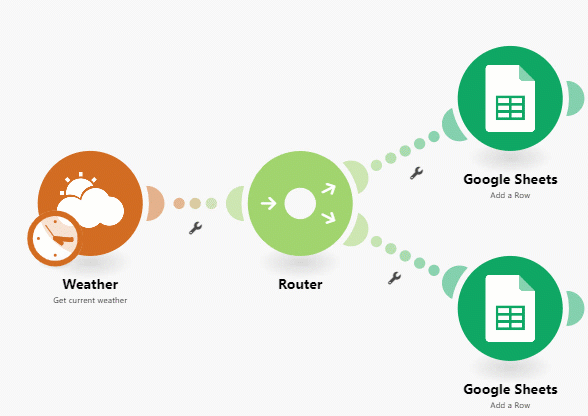 Google Sheets
Add a Row
Weather
Get current weather
Router
Google Sheets
Add a Row